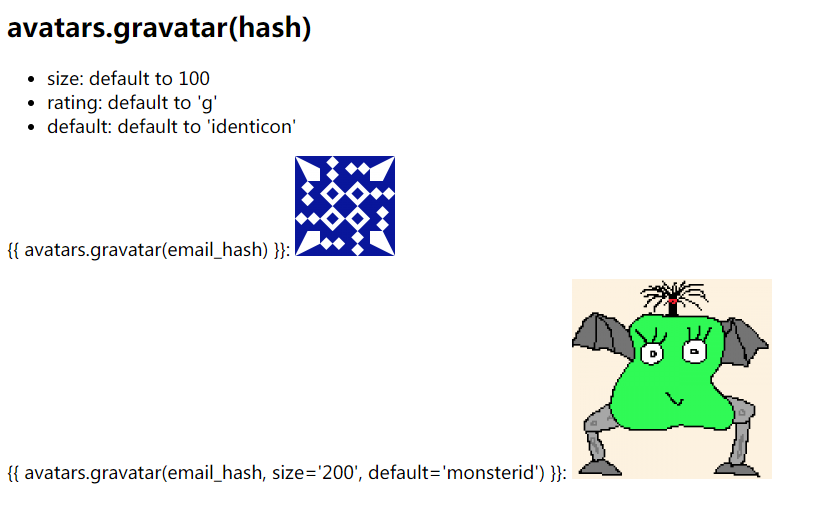 avatars.gravatar(hash)
size: default to 100
rating: default to 'g'
default: default to 'identicon'
{{ avatars.gravatar(email_hash) }}:
{{ avatars.gravatar(email_hash, size='200', default='monsterid') }}: